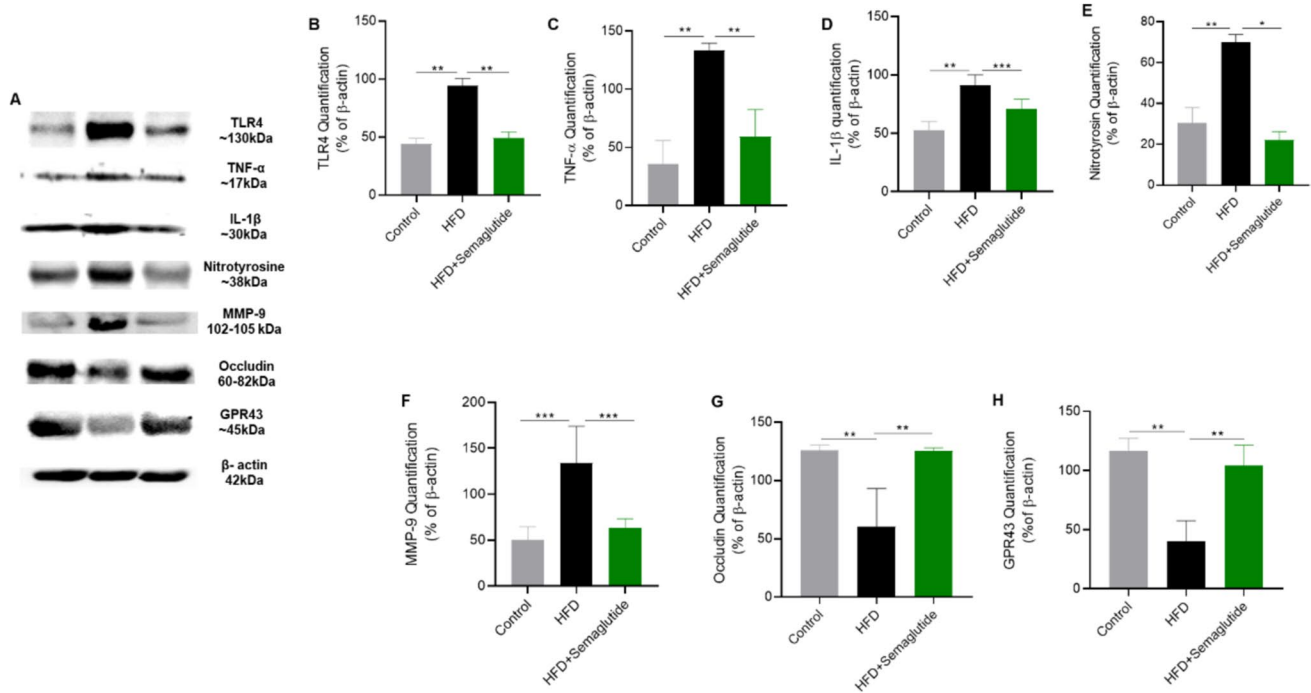 A
TLR4
~130kDa
TNF-α
~17kDa
IL-1β
~30kDa
Nitrotyrosine
~38kDa
MMP-9
102-105 kDa
Occludin
60-82kDa
GPR43
~45kDa
β- actin
42kDa
B
TLR4 Quantification
(% of β-actin)
150
100
50
0
** **
Control
HFD
HFD+Semaglutide
C
TNF-α Quantification
(% of β-actin)
150
100
50
0
** **
Control
HFD
HFD+Semaglutide
D
IL-1β quantification
(% of β-actin)
150
100
50
0
** ***
Control
HFD
HFD+Semaglutide
E
Nitrotyrosin Quantification
(% of β-actin)
80
60
40
20
0
** *
Control
HFD
HFD+Semaglutide
F
MMP-9 Quantification
(% of β-actin)
200
150
100
50
0
*** ***
Control
HFD
HFD+Semaglutide
G
Occludin Quantification
(% of β-actin)
150
100
50
0
** **
Control
HFD
HFD+Semaglutide
H
GPR43 Quantification
(%of β-actin)
150
100
50
0
** **
Control
HFD
HFD+Semaglutide